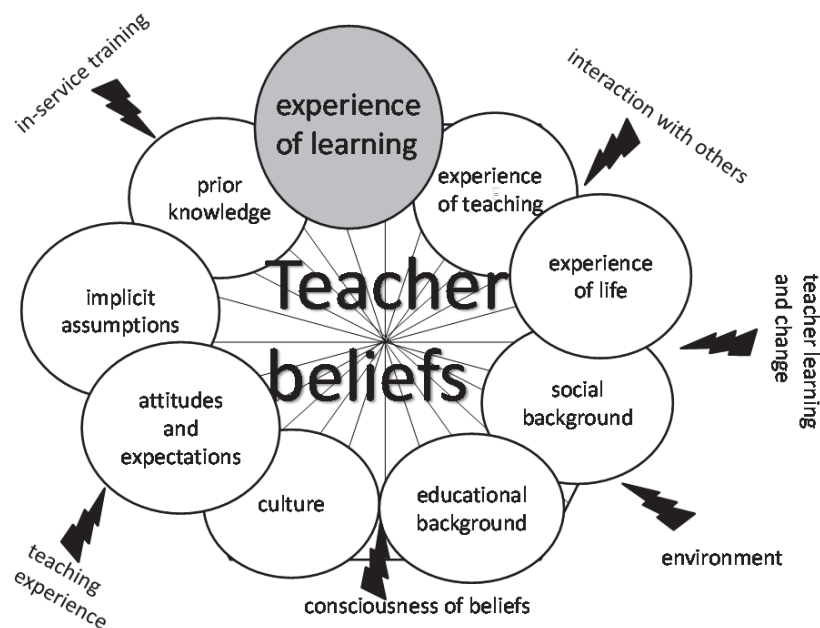 in-service training
experience
of learning
interaction with others
prior
knowledge
experience
of teaching
experience
of life
implicit
assumptions
Teacher
beliefs
teacher learning
and change
attitudes
and
expectations
social
background
culture
educational
background
teaching
experience
environment
consciousness of beliefs